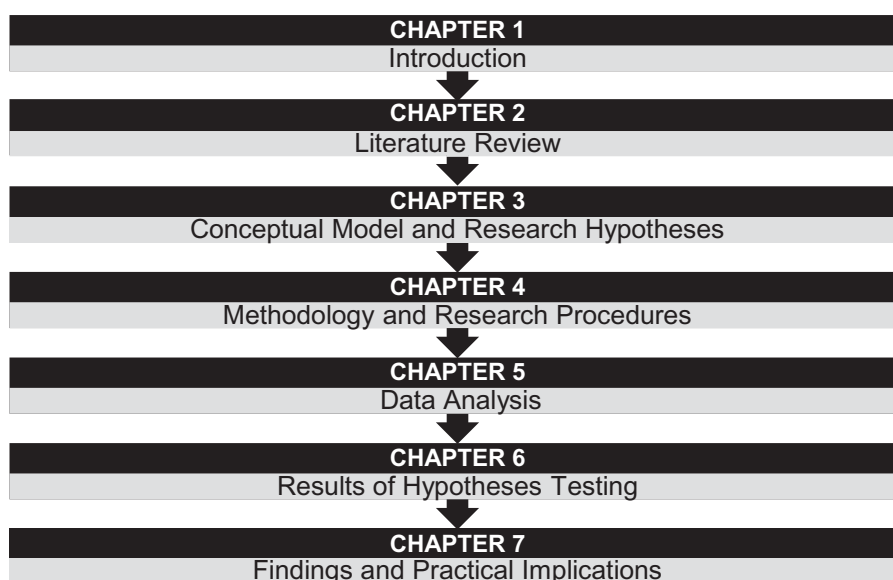 CHAPTER 1
Introduction
CHAPTER 2
Literature Review
CHAPTER 3
Conceptual Model and Research Hypotheses
CHAPTER 4
Methodology and Research Procedures
CHAPTER 5
Data Analysis
CHAPTER 6
Results of Hypotheses Testing
CHAPTER 7
Findings and Practical Implications